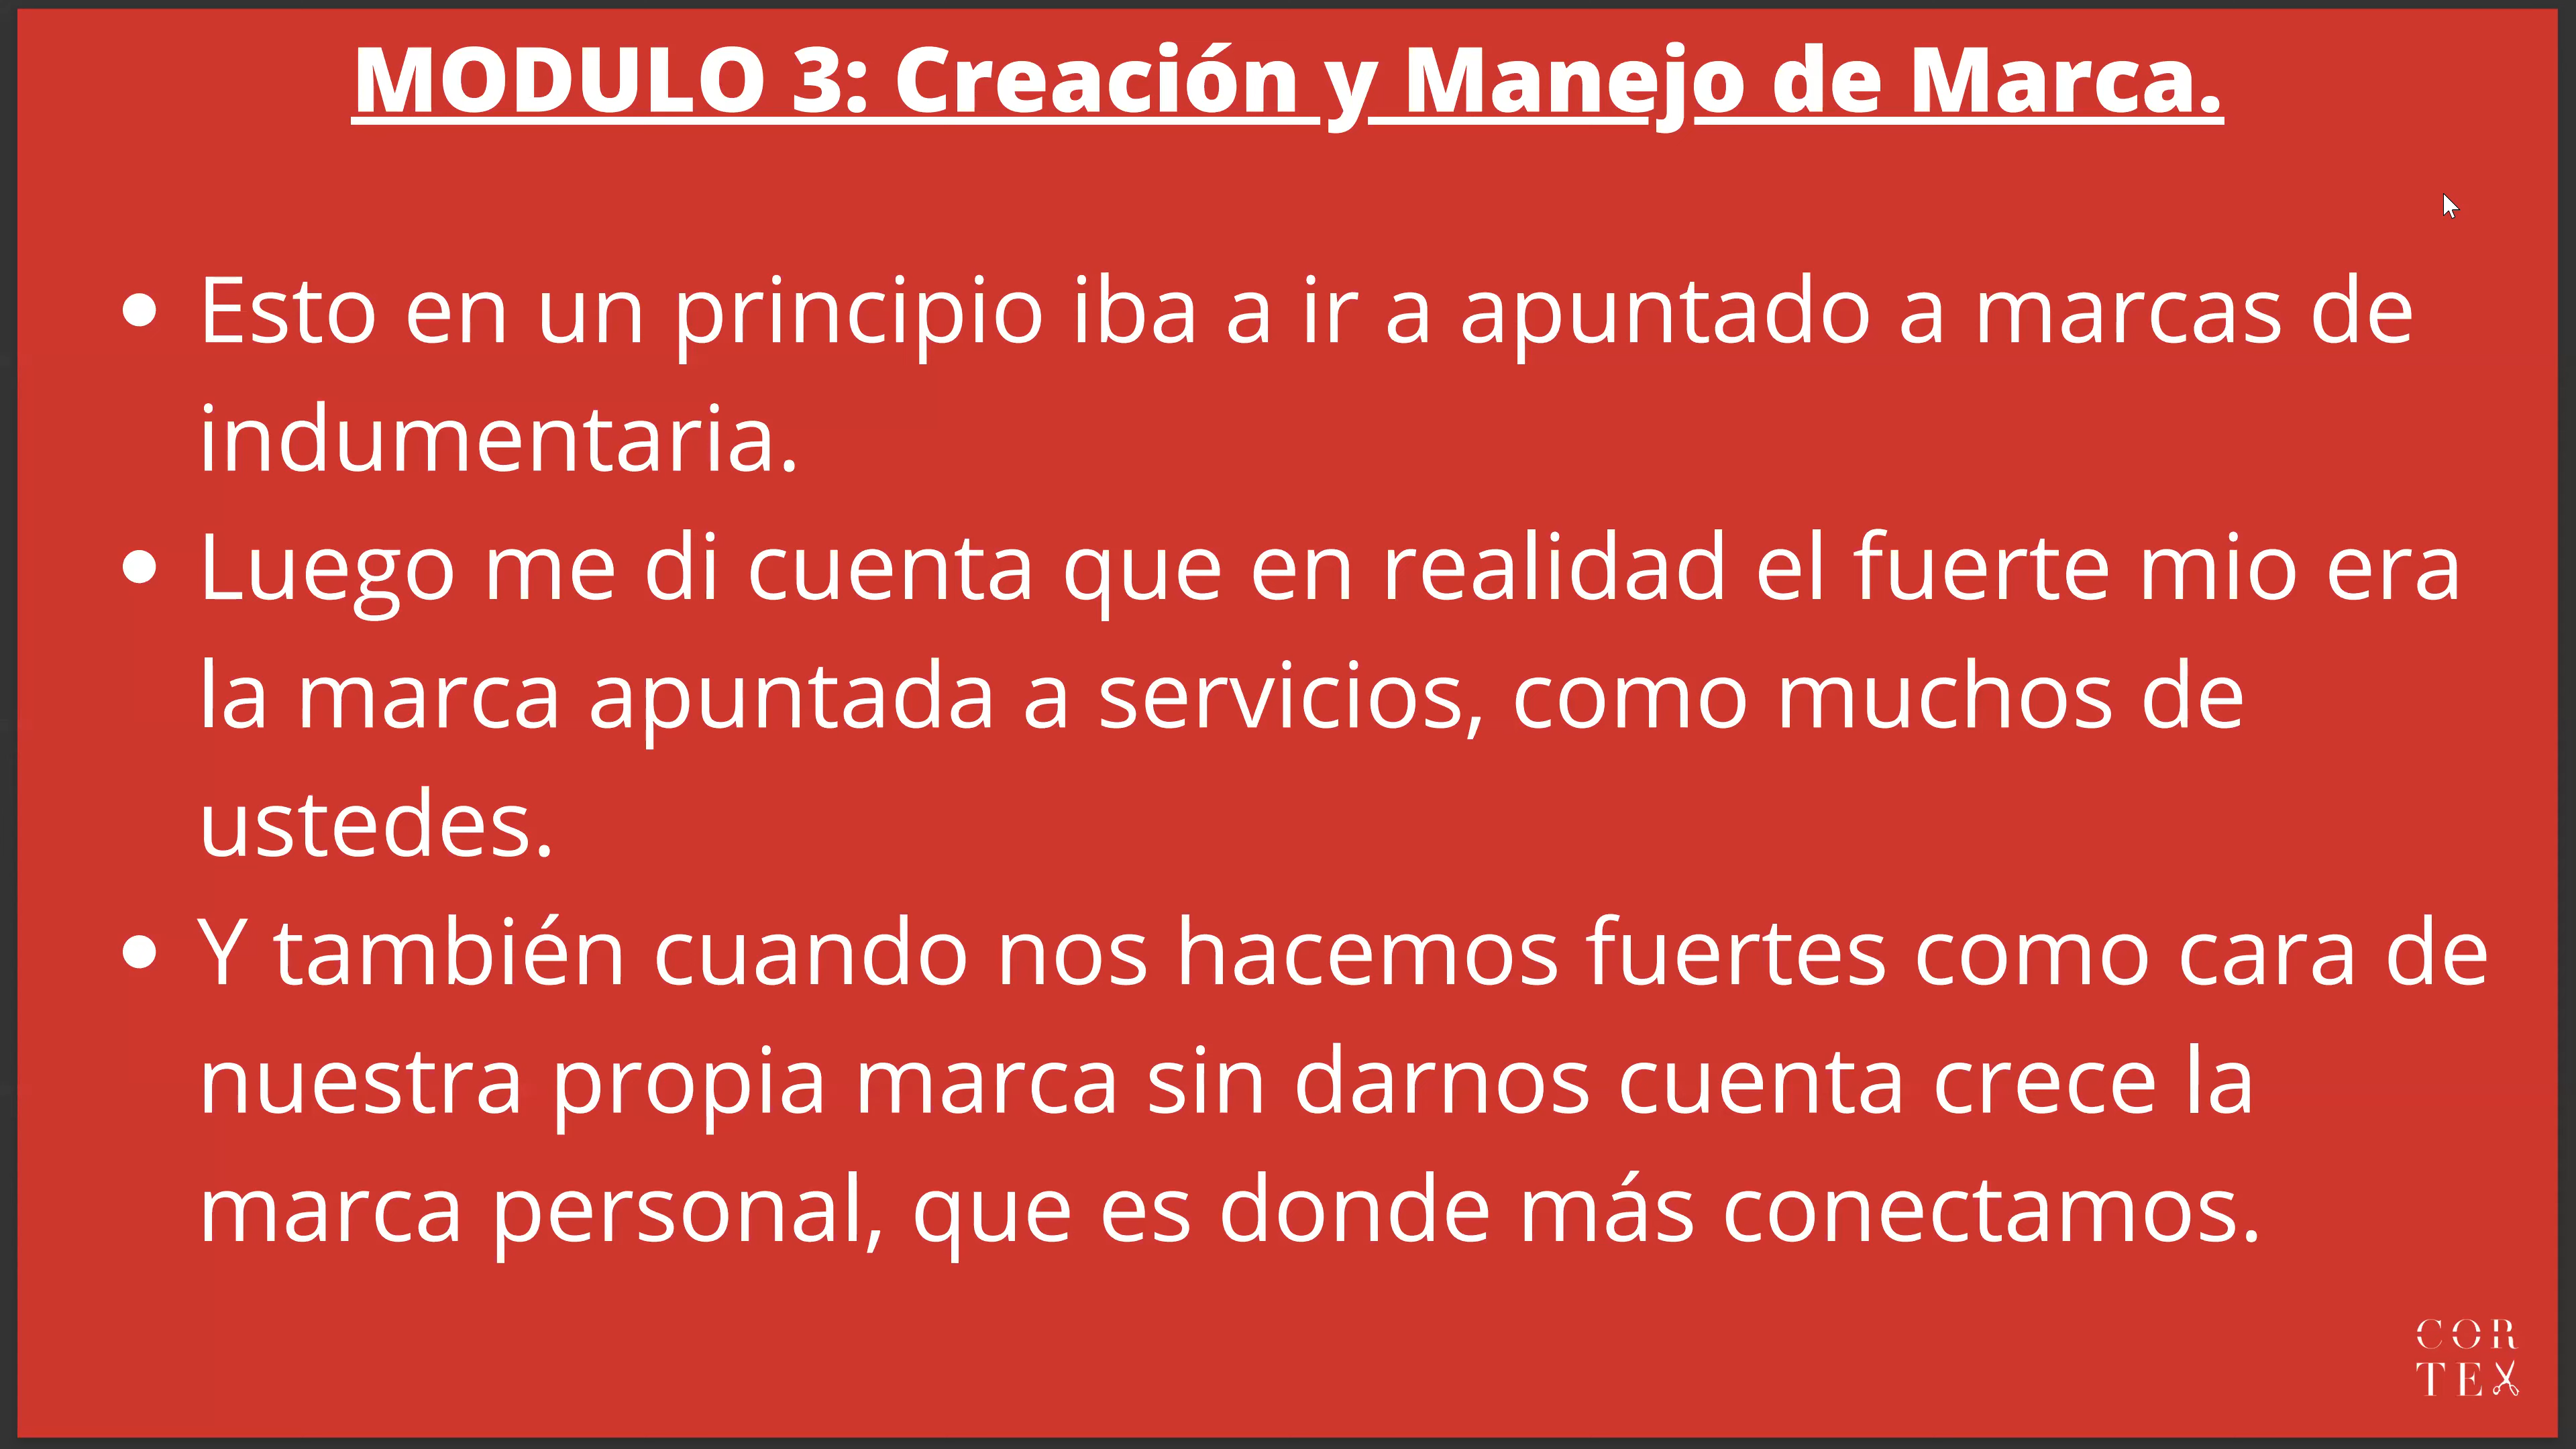 MODULO 3: Creación y Manejo de Marca.
• Esto en un principio iba a ir a apuntado a marcas de
indumentaria.
• Luego me di cuenta que en realidad el fuerte mio era
la marca apuntada a servicios, como muchos de
ustedes.
• Y también cuando nos hacemos fuertes como cara de
nuestra propia marca sin darnos cuenta crece la
marca personal, que es donde más conectamos.
COR
TEX